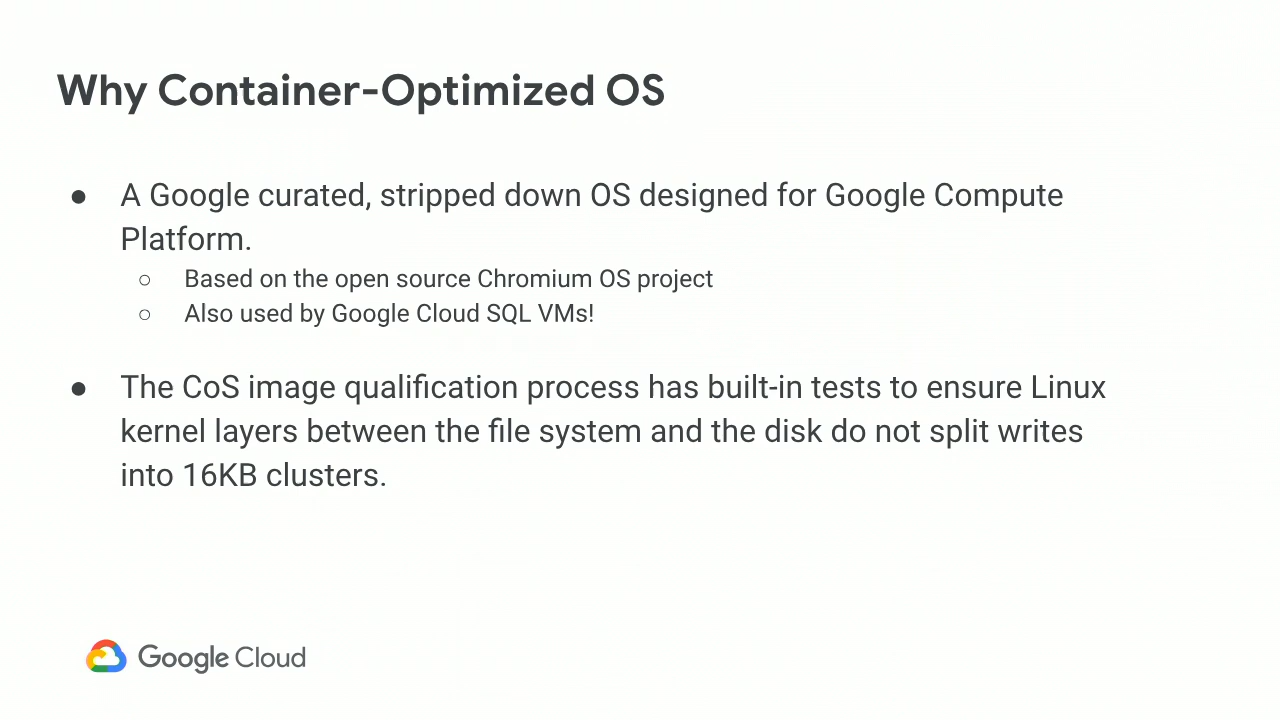 Why Container-Optimized OS
● A Google curated, stripped down OS designed for Google Compute
Platform.
○ Based on the open source Chromium OS project
○ Also used by Google Cloud SQL VMs!
● The CoS image qualification process has built-in tests to ensure Linux
kernel layers between the file system and the disk do not split writes
into 16KB clusters.
Google Cloud